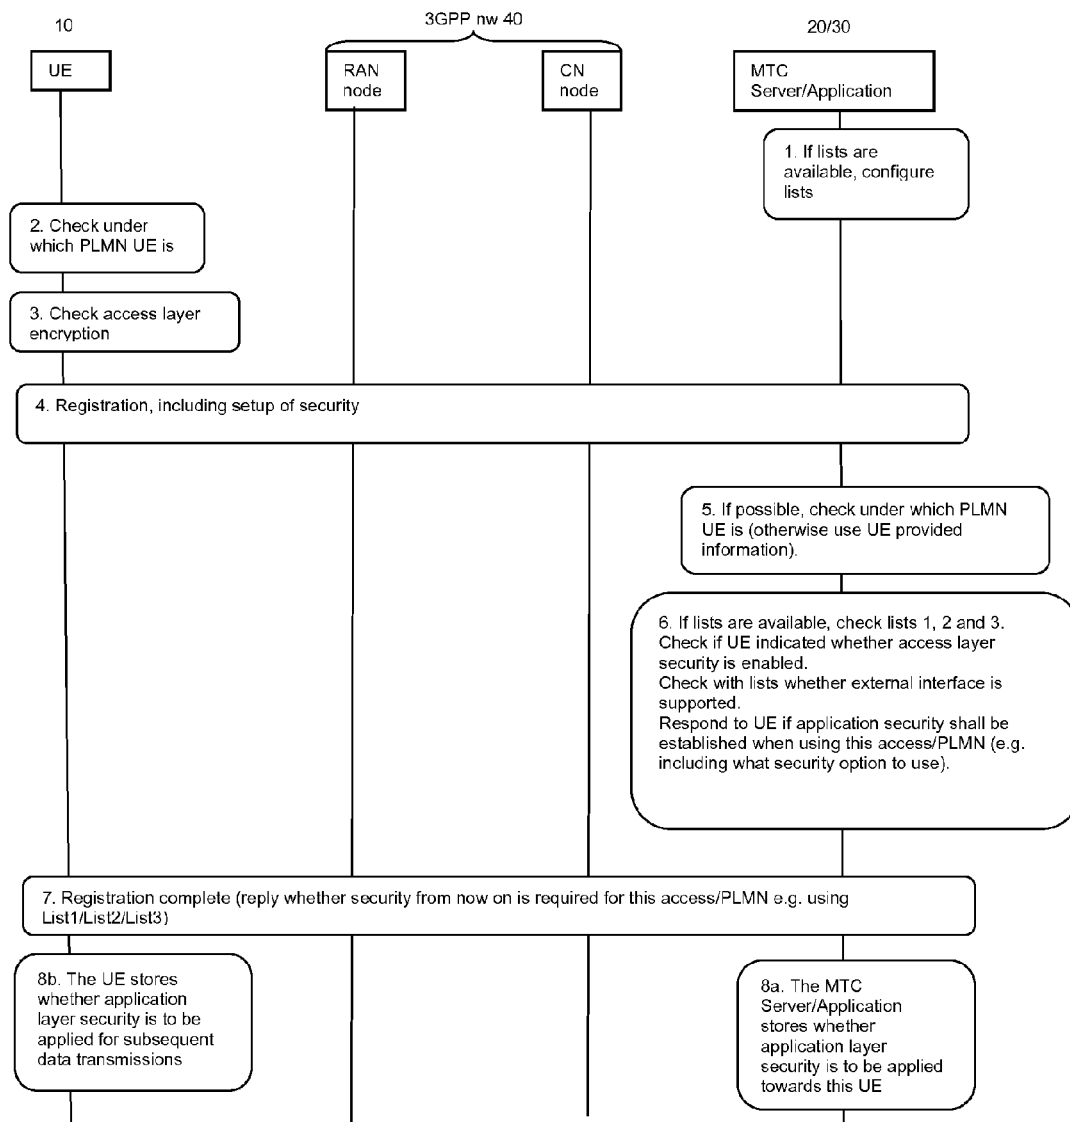 3GPP nw 40
10
20/30
UE
RAN
node
CN
node
MTC
Server/Application
1. If lists are
available, configure
lists
2. Check under
which PLMN UE is
3. Check access layer
encryption
4. Registration, including setup of security
5. If possible, check under which PLMN
UE is (otherwise use UE provided
information).
6. If lists are available, check lists 1, 2 and 3.
Check if UE indicated whether access layer
security is enabled.
Check with lists whether external interface is
supported.
Respond to UE if application security shall be
established when using this access/PLMN (e.g.
including what security option to use).
7. Registration complete (reply whether security from now on is required for this access/PLMN e.g. using
List1/List2/List3)
8b. The UE stores
whether application
layer security is to be
applied for subsequent
data transmissions
8a. The MTC
Server/Application
stores whether
application layer
security is to be applied
towards this UE